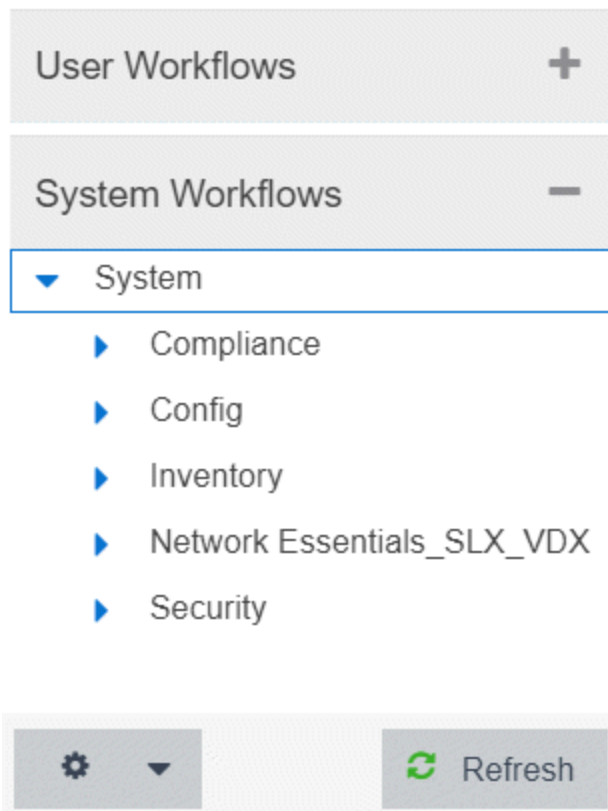 User Workflows
System Workflows
System
Compliance
Config
Inventory
Network Essentials_SLX_VDX
Security
Refresh